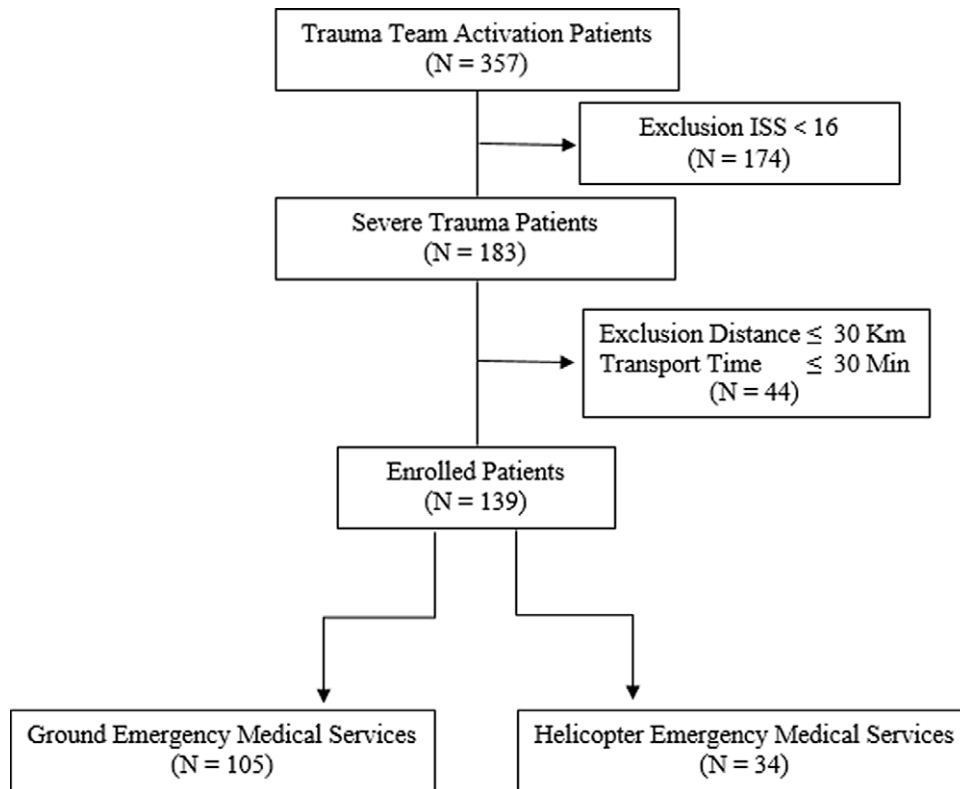 Trauma Team Activation Patients
(N = 357)
Exclusion ISS < 16
(N = 174)
Severe Trauma Patients
(N = 183)
Exclusion Distance ≤ 30 Km
Transport Time ≤ 30 Min
(N = 44)
Enrolled Patients
(N = 139)
Ground Emergency Medical Services
(N = 105)
Helicopter Emergency Medical Services
(N = 34)